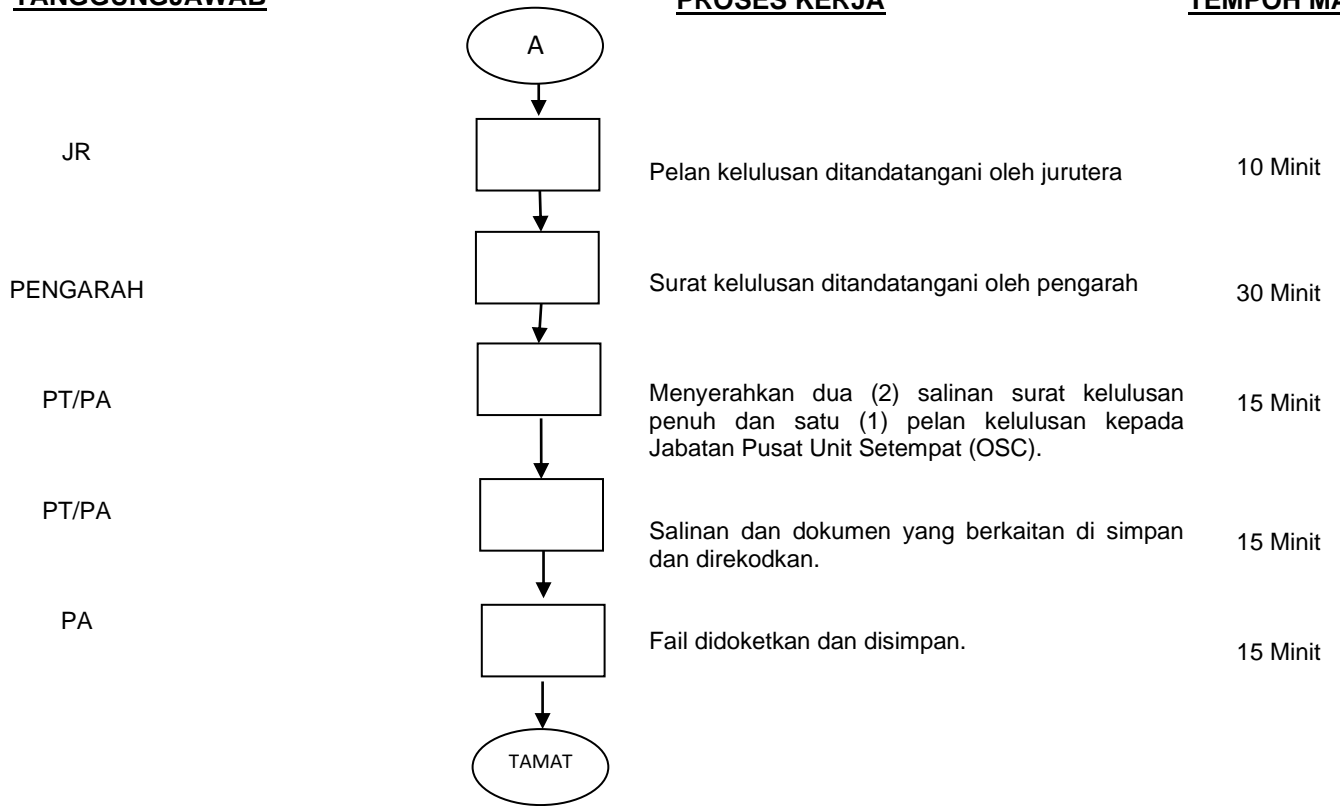 TANGGUNGJAWAB PROSES KERJA TEMPOH MA
A
JR Pelan kelulusan ditandatangani oleh jurutera 10 Minit
PENGARAH Surat kelulusan ditandatangani oleh pengarah 30 Minit
PT/PA Menyerahkan dua (2) salinan surat kelulusan 15 Minit
penuh dan satu (1) pelan kelulusan kepada
Jabatan Pusat Unit Setempat (OSC).
PT/PA Salinan dan dokumen yang berkaitan di simpan 15 Minit
dan direkodkan.
PA Fail didoketkan dan disimpan. 15 Minit
TAMAT